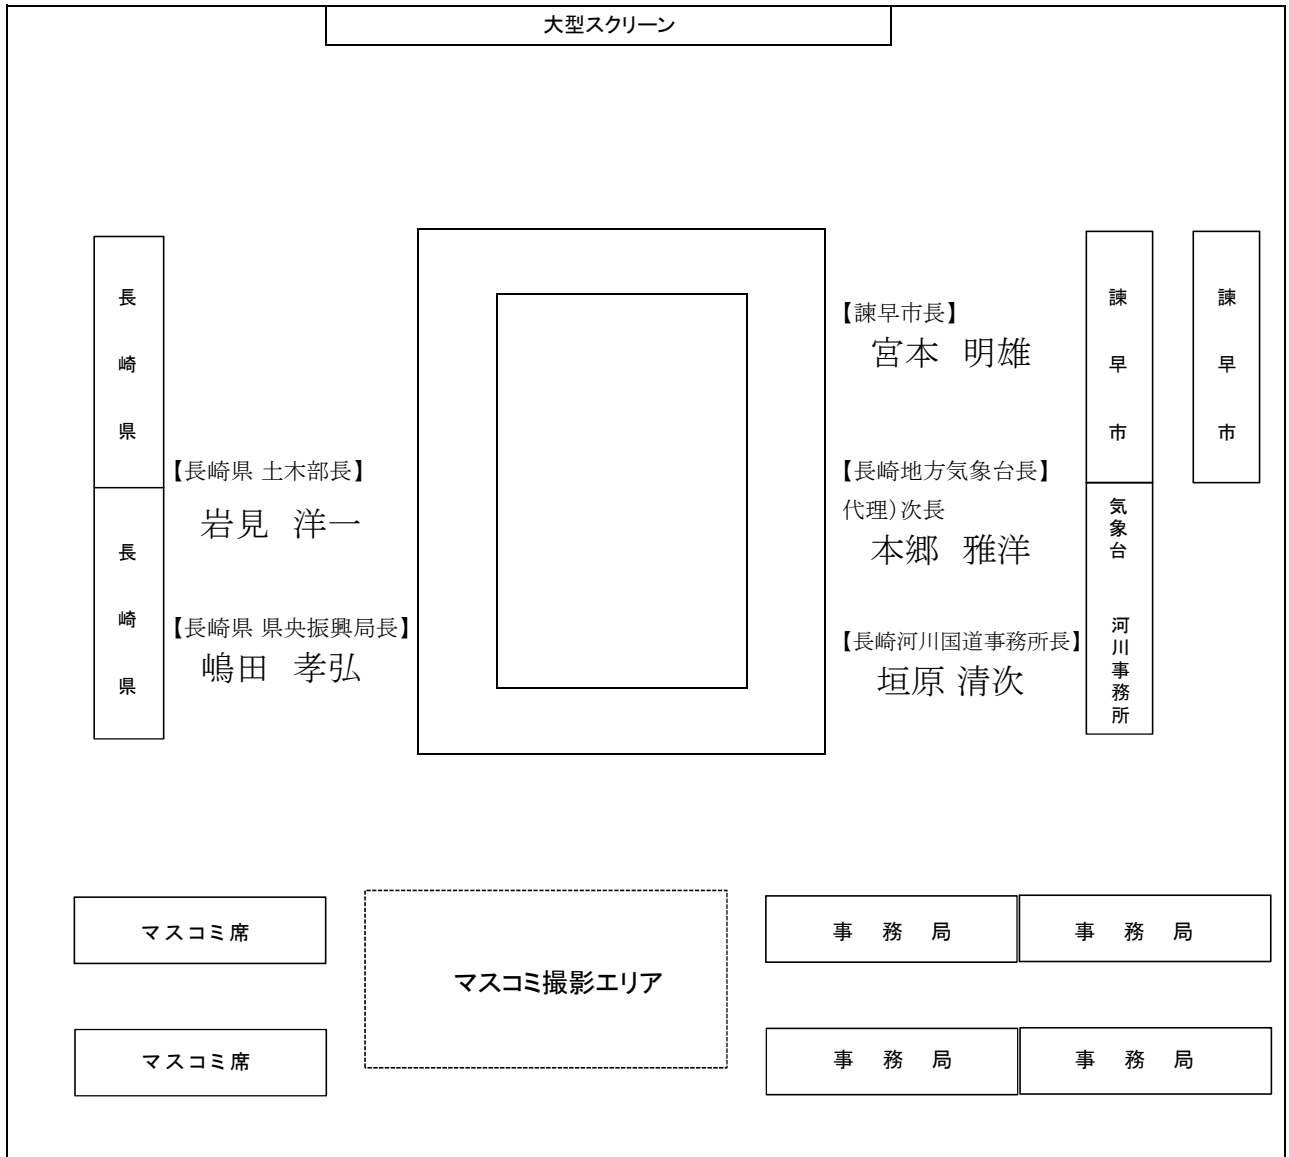 大型スクリーン
長崎県
長崎県
【長崎県 土木部長】
岩見 洋一
【長崎県 県央振興局長】
嶋田 孝弘
【諫早市長】
宮本 明雄
【長崎地方気象台長】
代理)次長
本郷 雅洋
【長崎河川国道事務所長】
垣原 清次
諫早市
気象台
河川事務所
諫早市
マスコミ席
マスコミ撮影エリア
事務局
事務局
マスコミ席
事務局
事務局